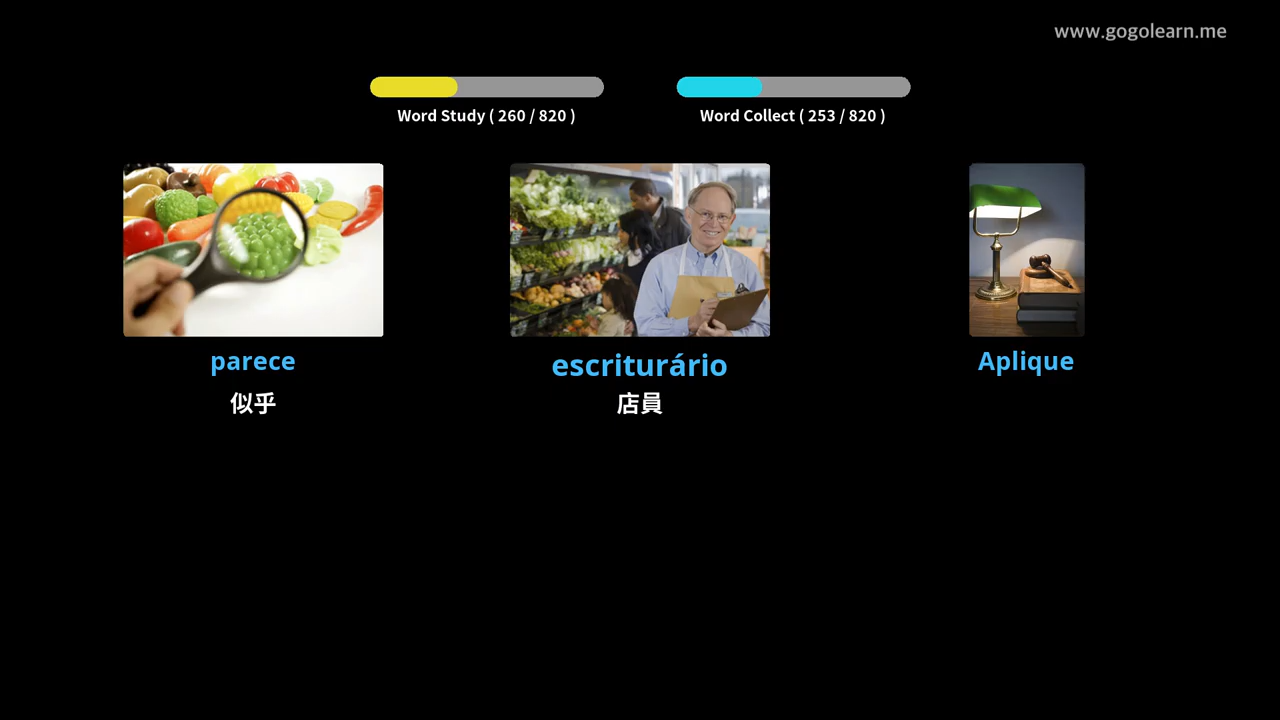 www.gogolearn.me
Word Study ( 260 / 820 )
Word Collect ( 253 / 820 )
parece
escriturário
Aplique
似乎
店員